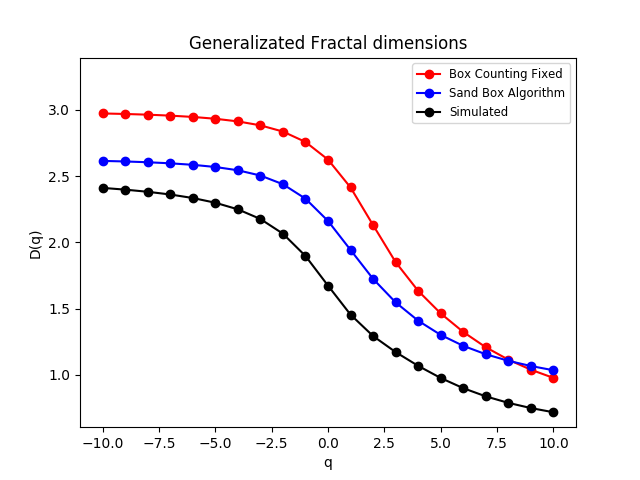 Generalizated Fractal dimensions
Box Counting Fixed
Sand Box Algorithm
Simulated
D(q)
3.0
2.5
2.0
1.5
1.0
−10.0 −7.5 −5.0 −2.5 0.0 2.5 5.0 7.5 10.0
q